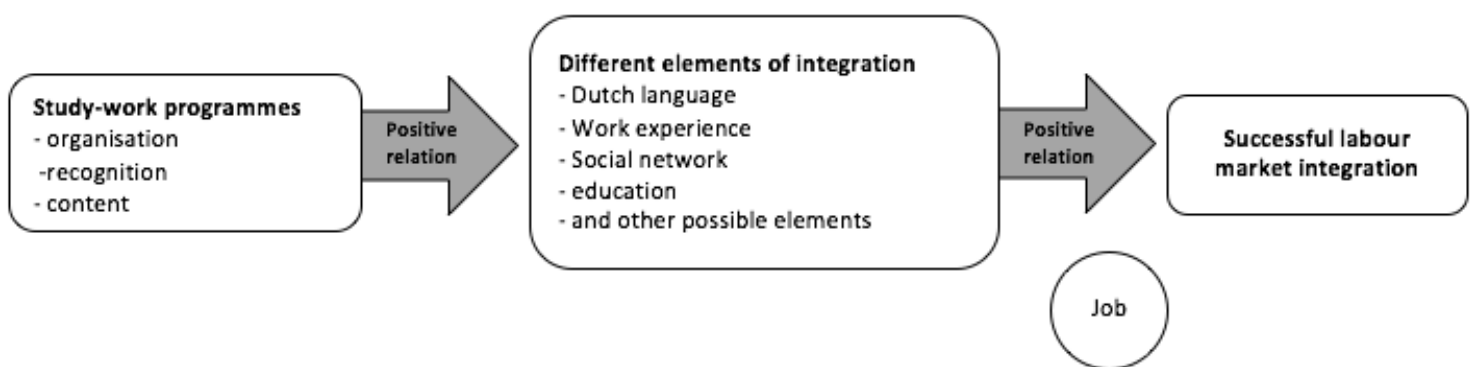 Study-work programmes
- organisation
-recognition
- content
Positive
relation
Different elements of integration
- Dutch language
- Work experience
- Social network
- education
- and other possible elements
Positive
relation
Successful labour
market integration
Job